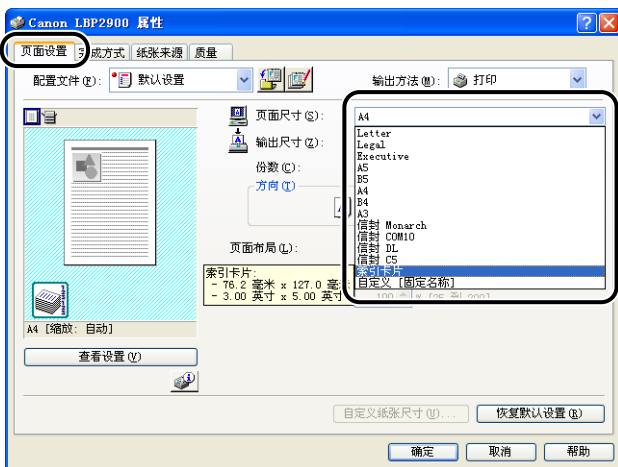 Canon LBP2900 属性
页面设置 完成方式 纸张来源 质量
配置文件(F): 默认设置 输出方法(M): 打印
页面尺寸(S): A4
输出尺寸(Z):
份数(C):
方向(T)
页面布局(L):
Letter
Legal
Executive
A5
B5
A4
B4
A3
信封 Monarch
信封 COM10
信封 DL
信封 C5
索引卡片
自定义 [固定名称]
索引卡片:
- 76.2 毫米 x 127.0 毫
- 3.00 英寸 x 5.00 英寸
A4 [缩放: 自动]
查看设置(V)
自定义纸张尺寸(U)... 恢复默认设置(R)
确定 取消 帮助